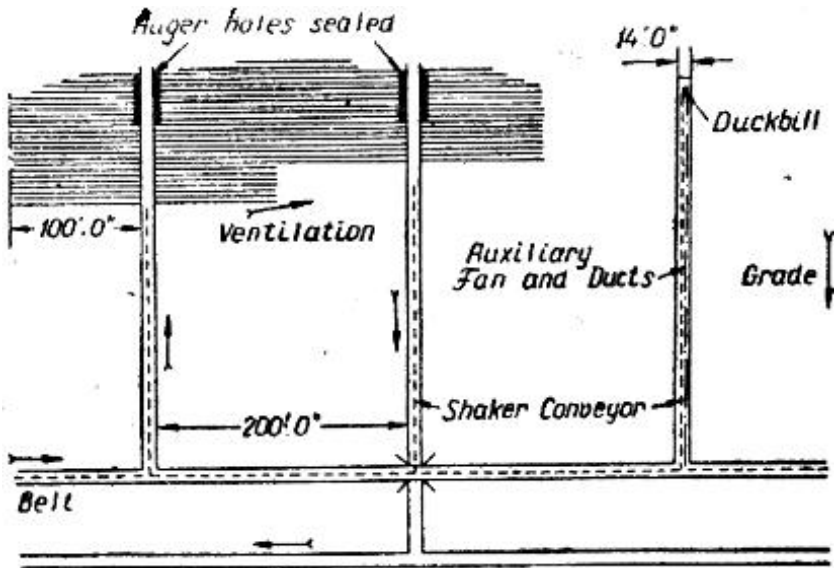 Auger holes sealed
14'.0"
Duckbill
100'.0"
Ventilation
Auxiliary
Fan and Ducts
Grade
200'.0"
Shaker Conveyor
Belt